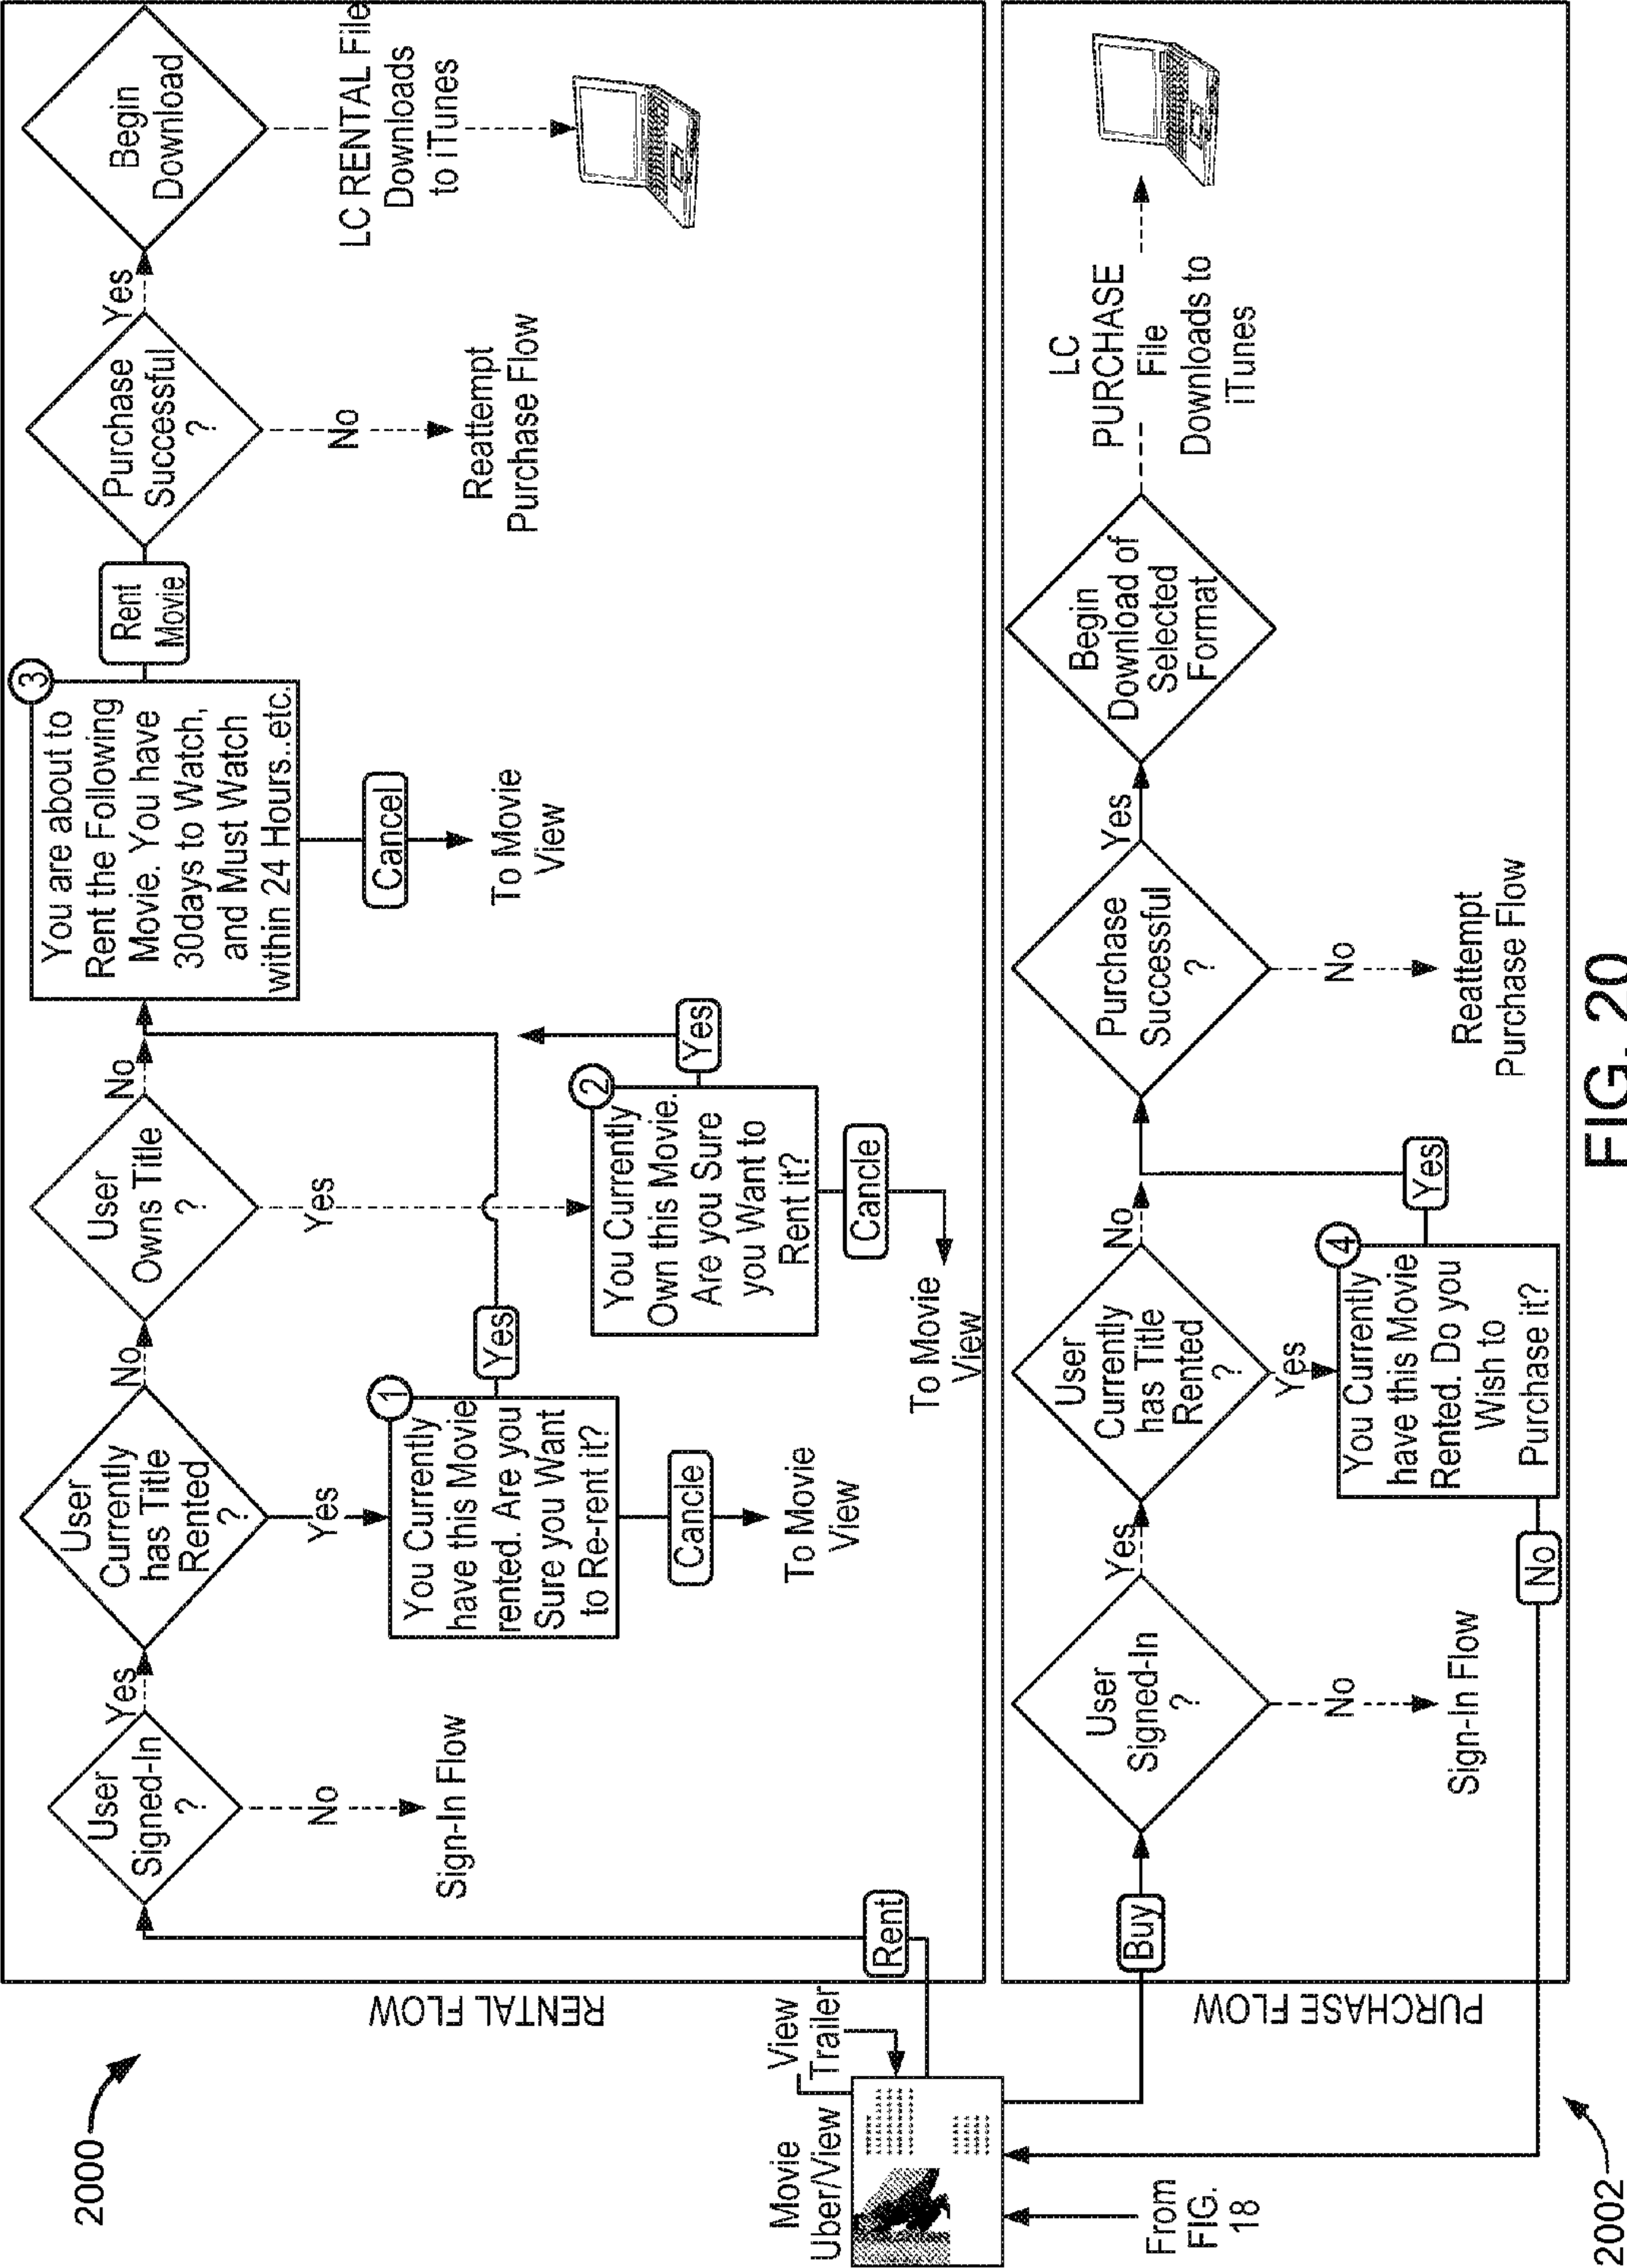 2000
RENTAL FLOW
User
Signed-In
?
No
Sign-In Flow
Yes
User
Currently
has Title
Rented
?
Yes
1
You Currently
have this Movie
rented. Are you
Sure you Want
to Re-rent it?
Cancle
To Movie
View
Yes
No
User
Owns Title
?
Yes
2
You Currently
Own this Movie.
Are you Sure
you Want to
Rent it?
Cancle
To Movie
View
Yes
No
3
You are about to
Rent the Following
Movie. You have
30days to Watch,
and Must Watch
within 24 Hours..etc.
Cancel
To Movie
View
Rent
Movie
Purchase
Successful
?
No
Reattempt
Purchase Flow
Yes
Begin
Download
LC RENTAL File
Downloads
to iTunes
Movie
Uber/View
View
Trailer
Rent
From
FIG.
18
2002
PURCHASE FLOW
Buy
User
Signed-In
?
No
Sign-In Flow
Yes
User
Currently
has Title
Rented
?
Yes
4
You Currently
have this Movie
Rented. Do you
Wish to
Purchase it?
No
Yes
No
Purchase
Successful
?
No
Reattempt
Purchase Flow
Yes
Begin
Download of
Selected
Format
LC
PURCHASE
File
Downloads to
iTunes
FIG. 20